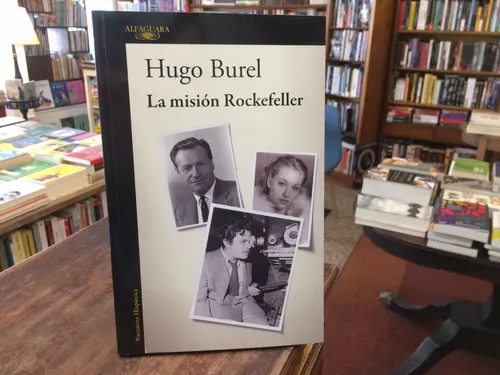 ALFAGUARA
Hugo Burel
La misión Rockefeller
Narrativa Hispánica